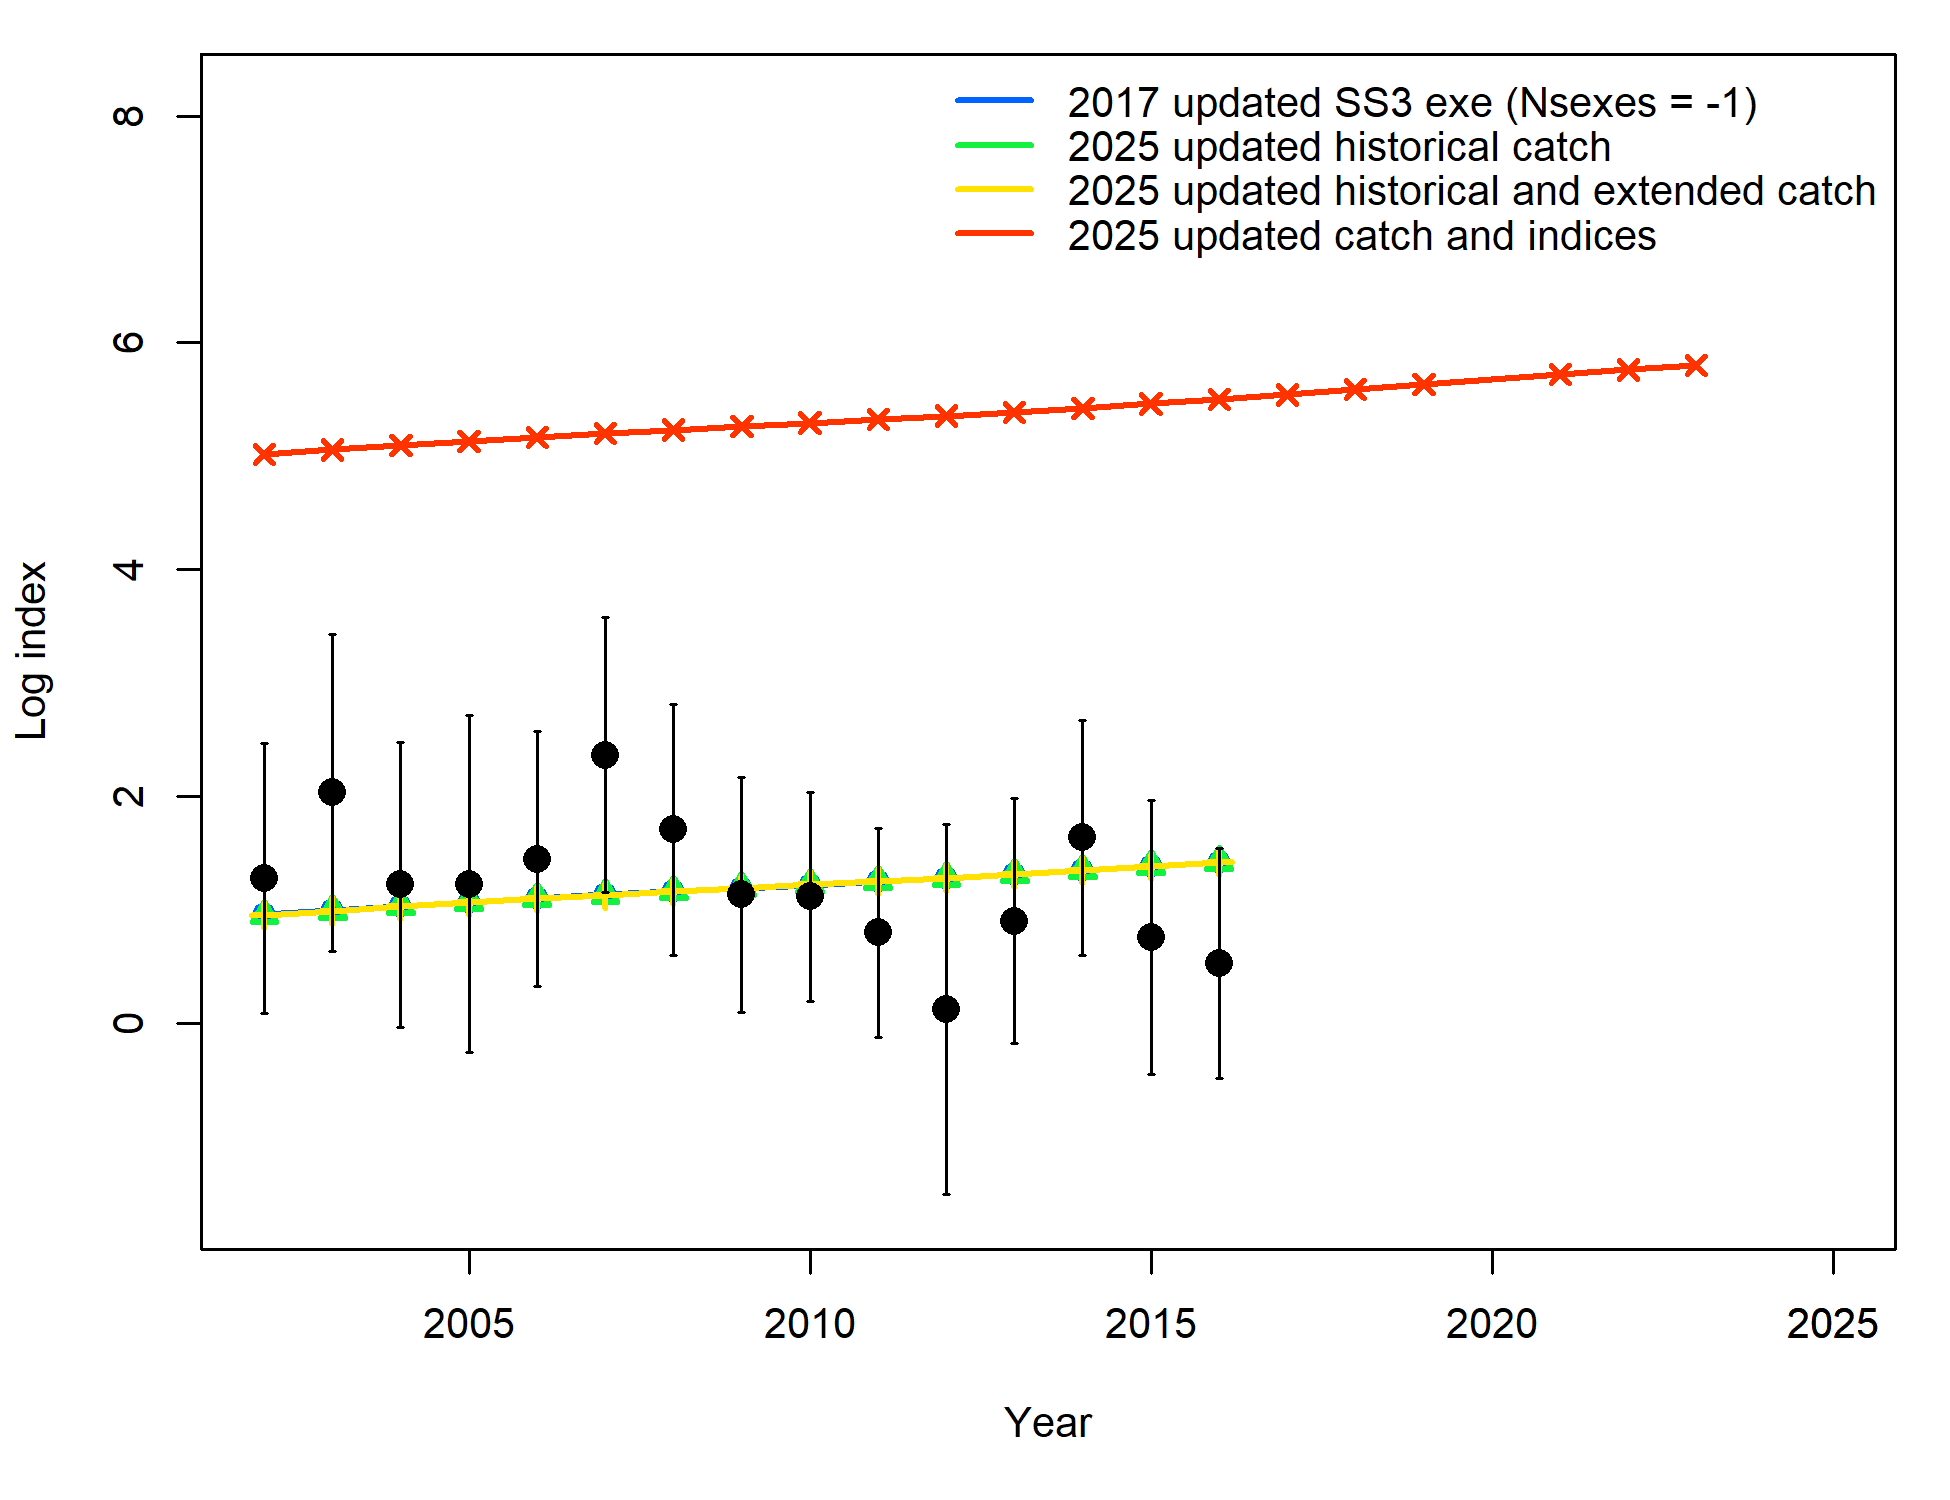 2017 updated SS3 exe (Nsexes = -1)
2025 updated historical catch
2025 updated historical and extended catch
2025 updated catch and indices
8
6
4
2
0
Log index
2005 2010 2015 2020 2025
Year